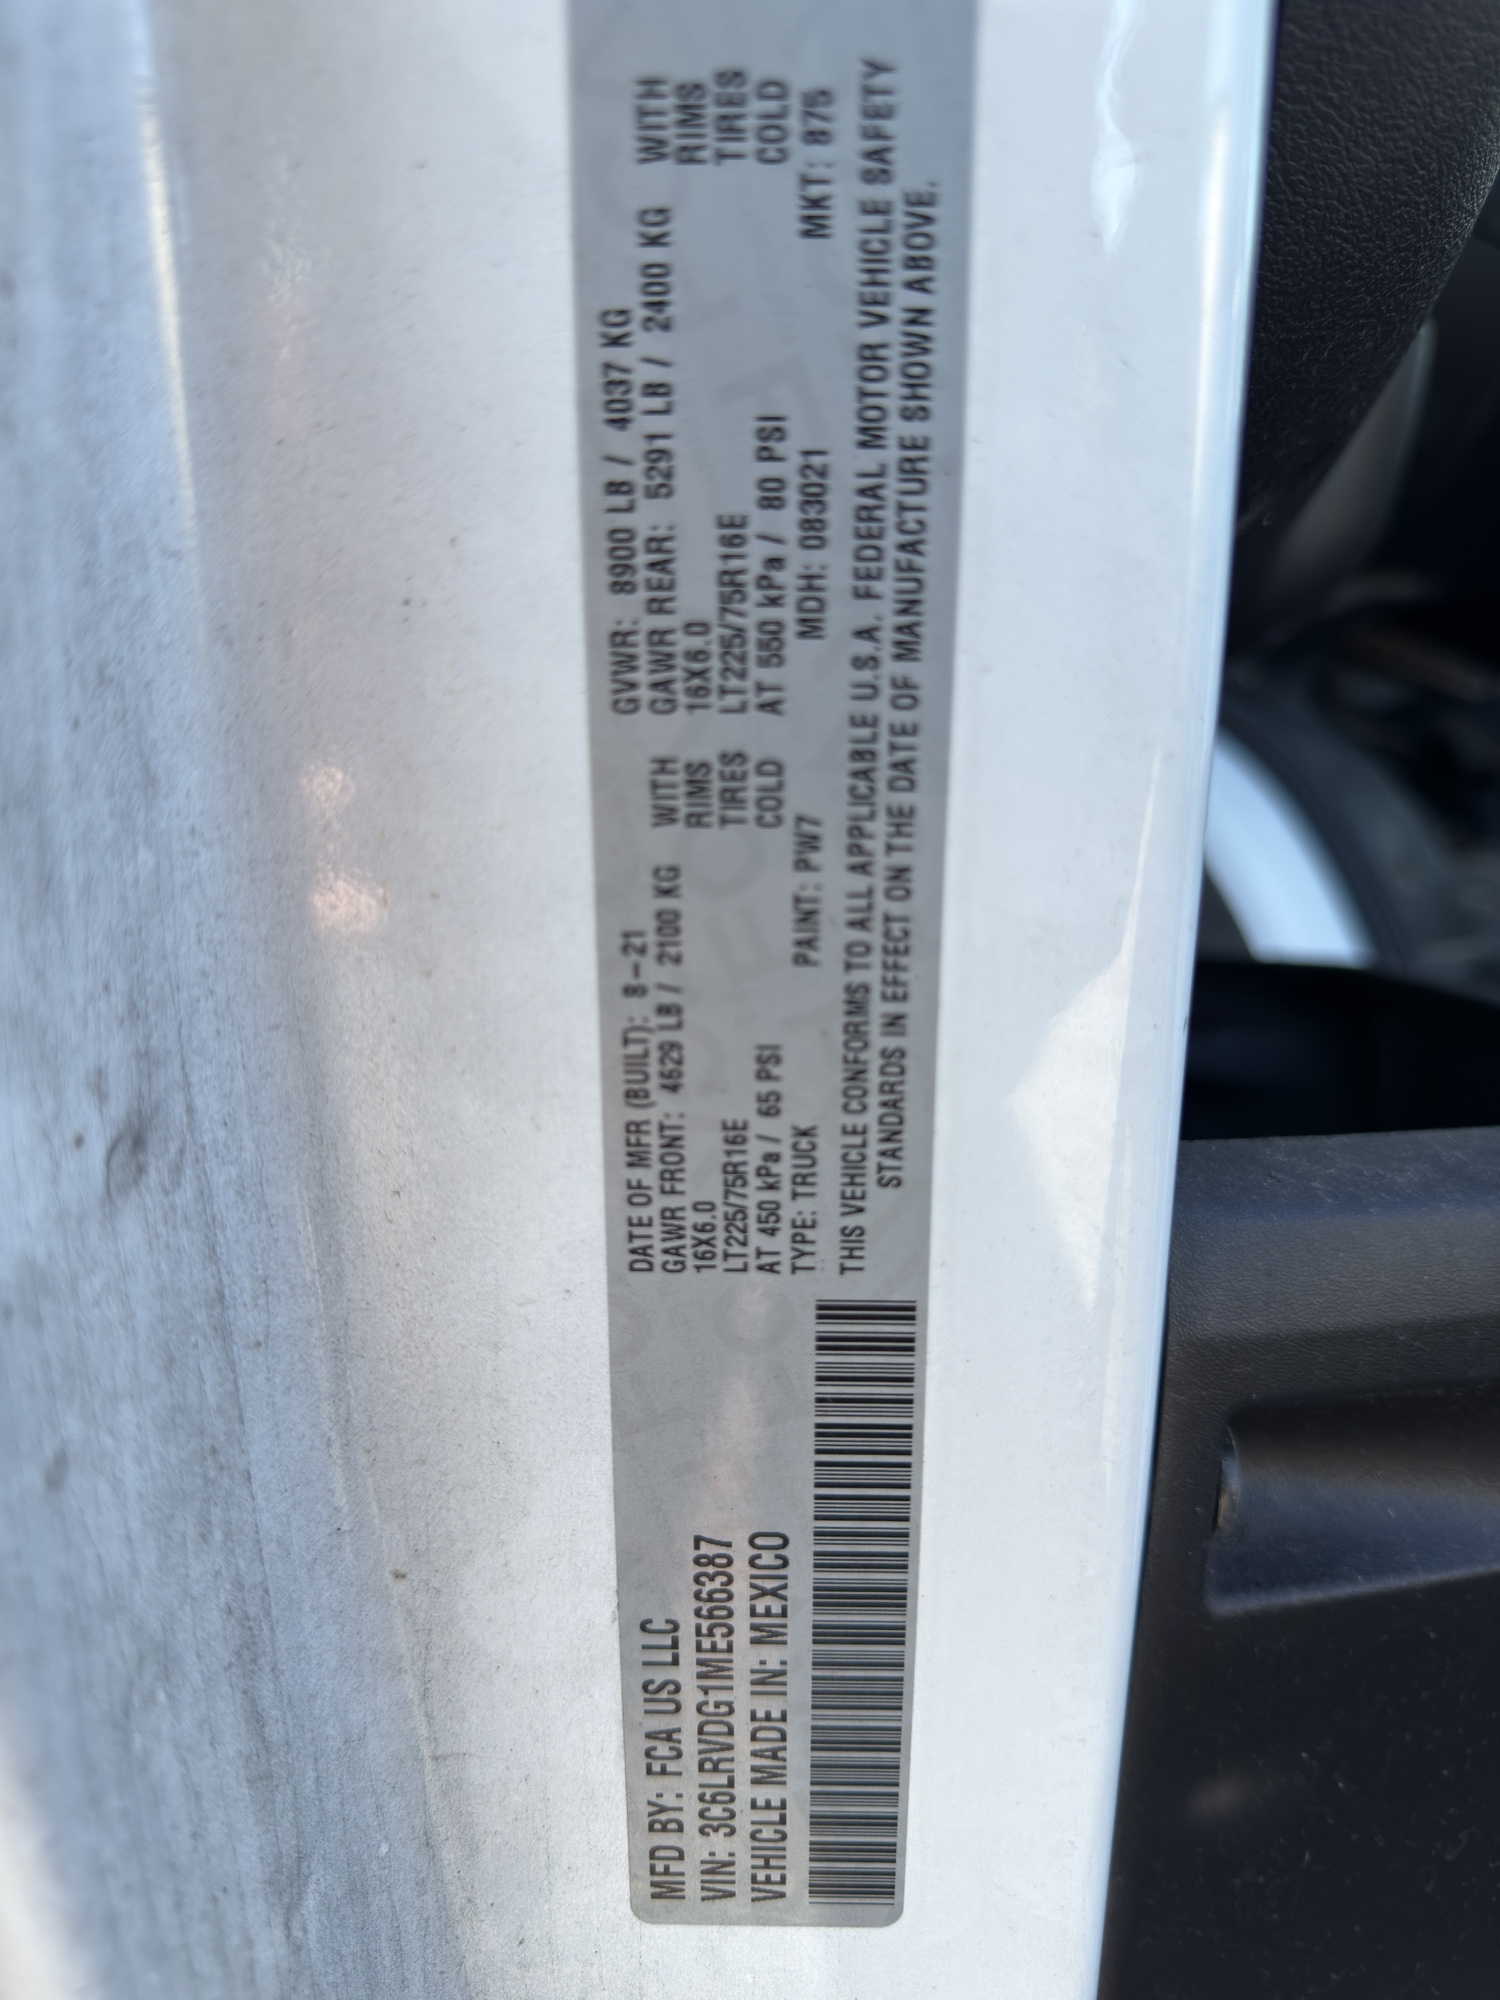 MFD BY: FCA US LLC
VIN: 3C6LRVDG1ME566387
VEHICLE MADE IN: MEXICO
DATE OF MFR (BUILT): 8-21 GVWR: 8900 LB / 4037 KG
GAWR FRONT: 4629 LB / 2100 KG WITH GAWR REAR: 5291 LB / 2400 KG WITH
16X6.0 RIMS 16X6.0 RIMS
LT225/75R16E TIRES LT225/75R16E TIRES
AT 450 kPa / 65 PSI COLD AT 550 kPa / 80 PSI COLD
TYPE: TRUCK PAINT: PW7 MDH: 083021 MKT: 875
THIS VEHICLE CONFORMS TO ALL APPLICABLE U.S.A. FEDERAL MOTOR VEHICLE SAFETY
STANDARDS IN EFFECT ON THE DATE OF MANUFACTURE SHOWN ABOVE.